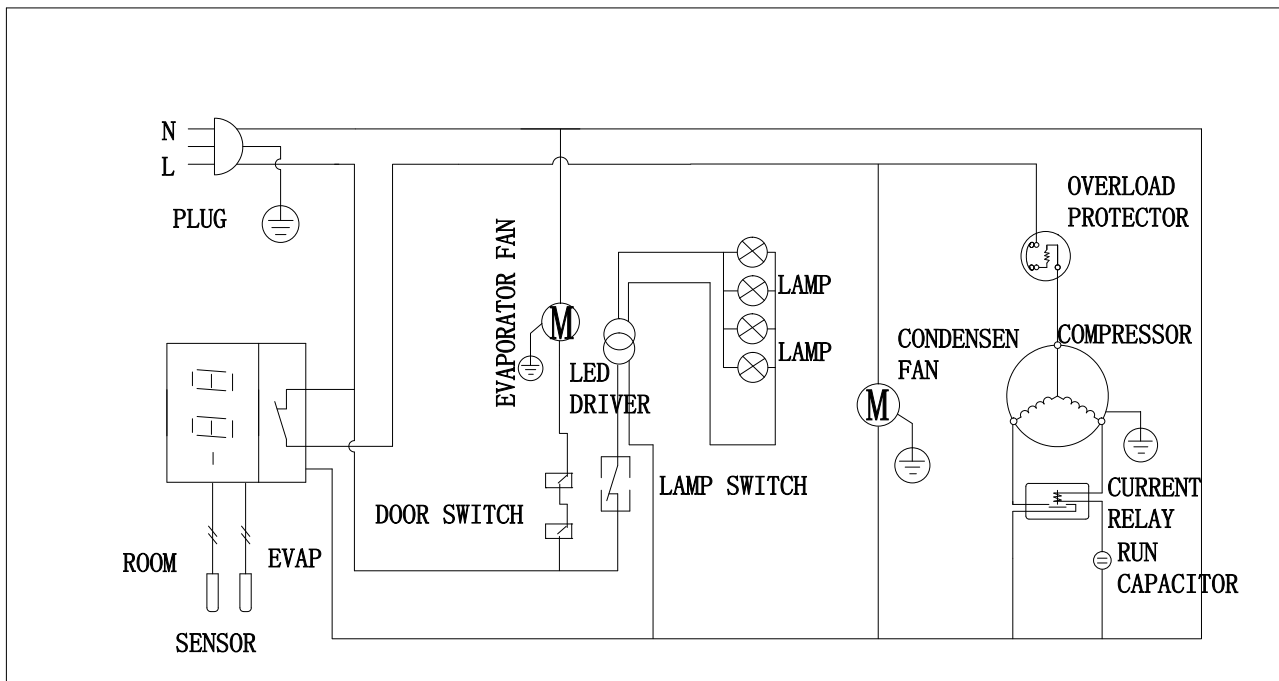 N
L
PLUG
OVERLOAD
PROTECTOR
EVAPORATOR FAN
M
LAMP
LAMP
LED
DRIVER
CONDENSEN
FAN
COMPRESSOR
M
DOOR SWITCH
LAMP SWITCH
CURRENT
RELAY
ROOM
EVAP
RUN
CAPACITOR
SENSOR